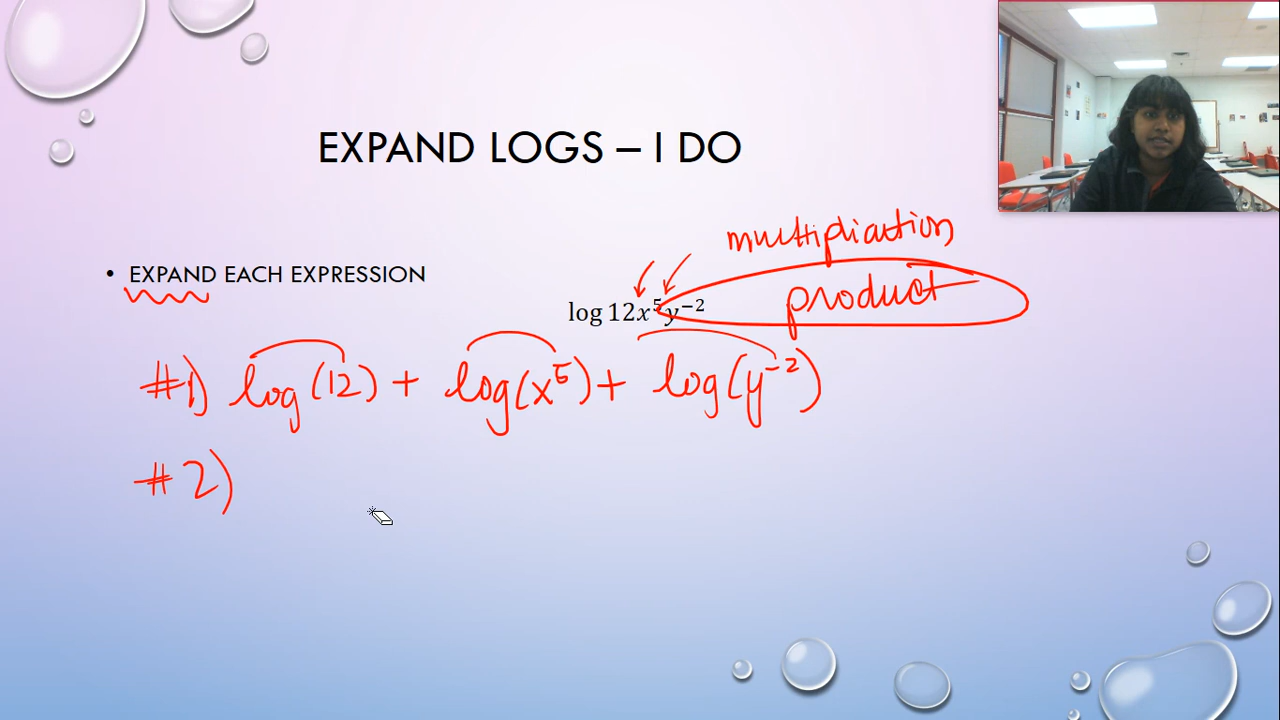 EXPAND LOGS – I DO
multipliation
• EXPAND EACH EXPRESSION
product
log 12x⁵y⁻²
#1) log(12) + log(x⁵) + log(y⁻²)
#2)